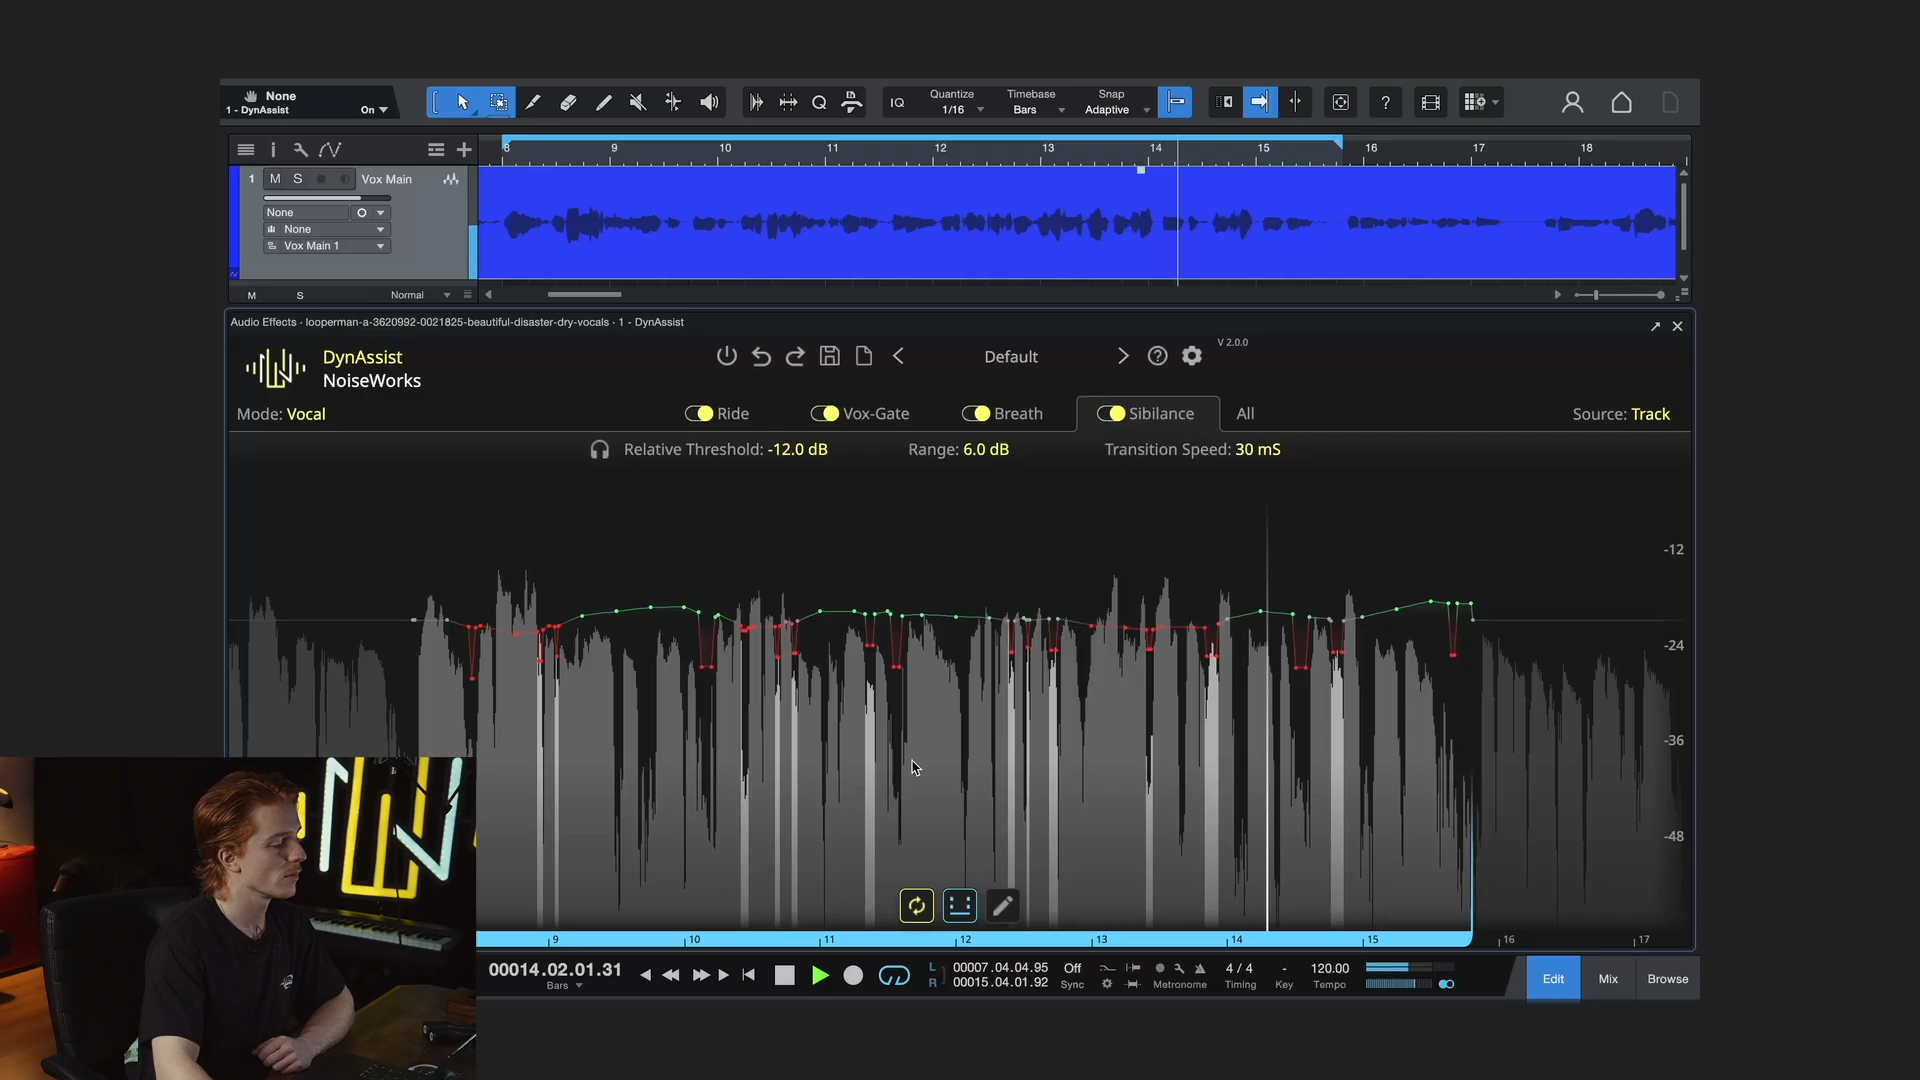 None
1 - DynAssist
On
IQ
Quantize
1/16
Timebase
Bars
Snap
Adaptive
?
8 9 10 11 12 13 14 15 16 17 18
1 M S Vox Main
None
None
Vox Main 1
M S Normal
Audio Effects · looperman-a-3620992-0021825-beautiful-disaster-dry-vocals · 1 - DynAssist
DynAssist
NoiseWorks
Default
V 2.0.0
Mode: Vocal
Ride
Vox-Gate
Breath
Sibilance
All
Source: Track
Relative Threshold: -12.0 dB
Range: 6.0 dB
Transition Speed: 30 mS
-12
-24
-36
-48
9 10 11 12 13 14 15 16 17
00014.02.01.31
Bars
L 00007.04.04.95
R 00015.04.01.92
Off
Sync
Metronome
4 / 4
Timing
-
Key
120.00
Tempo
Edit
Mix
Browse